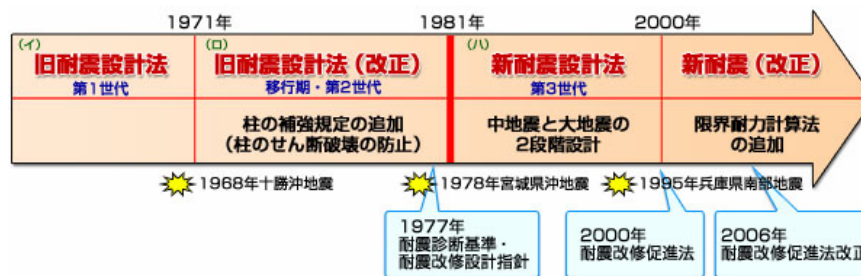 1971年
1981年
2000年
(イ)
旧耐震設計法
第1世代
(ロ)
旧耐震設計法(改正)
移行期・第2世代
(ハ)
新耐震設計法
第3世代
新耐震(改正)
柱の補強規定の追加
(柱のせん断破壊の防止)
中地震と大地震の
2段階設計
限界耐力計算法
の追加
1968年十勝沖地震
1978年宮城県沖地震
1995年兵庫県南部地震
1977年
耐震診断基準・
耐震改修設計指針
2000年
耐震改修促進法
2006年
耐震改修促進法改正